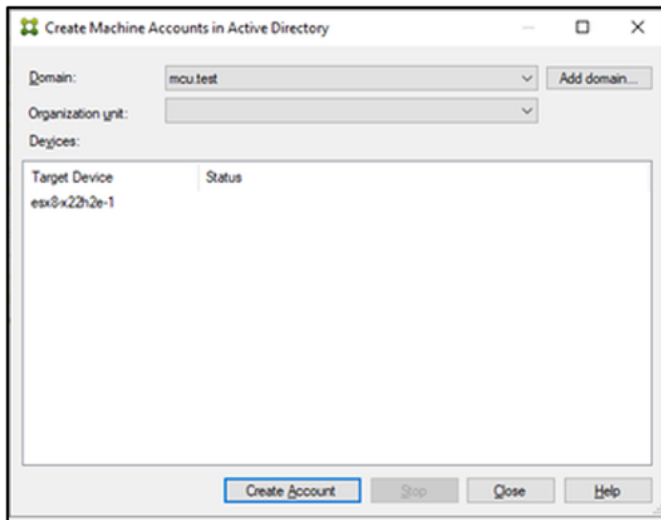 Create Machine Accounts in Active Directory
Domain: mcu.test Add domain...
Organization unit:
Devices:
Target Device Status
esx8-x22h2e-1
Create Account Stop Close Help